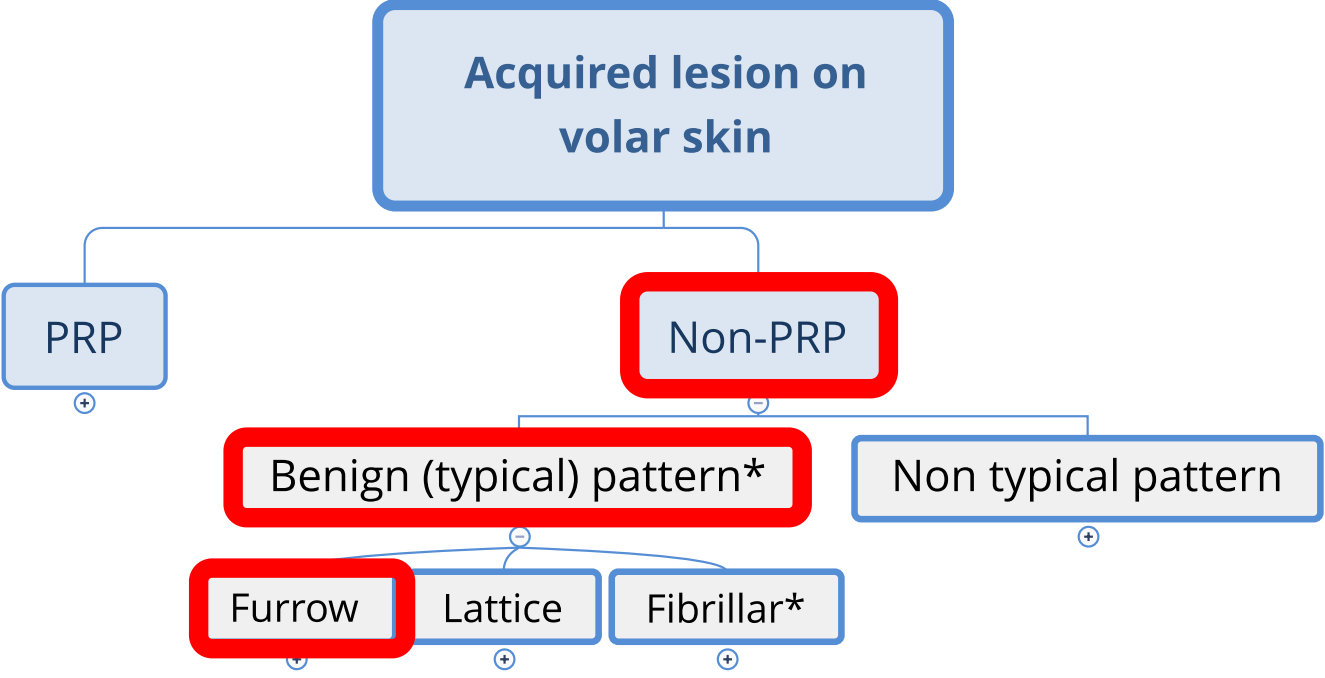 Acquired lesion on
volar skin
PRP
Non-PRP
Benign (typical) pattern*
Non typical pattern
Furrow
Lattice
Fibrillar*